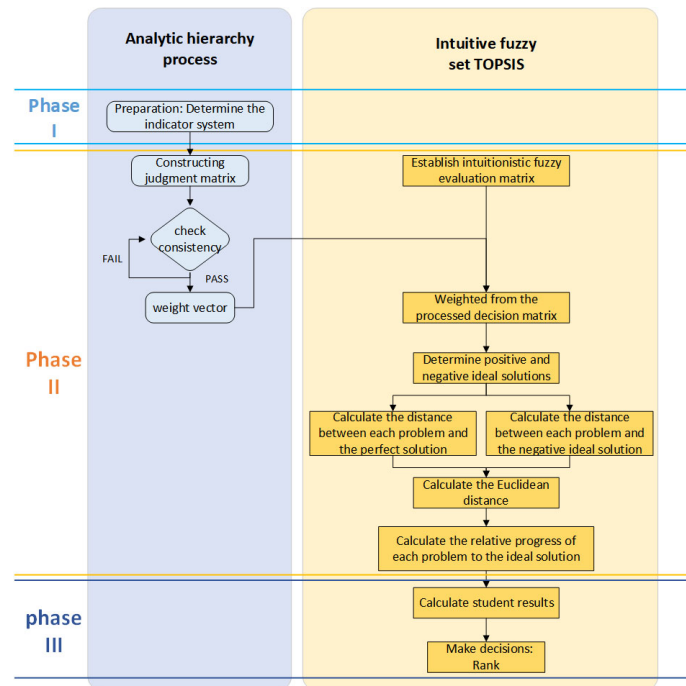 Analytic hierarchy
process
Intuitive fuzzy
set TOPSIS
Phase
I
Preparation: Determine the
indicator system
Constructing
judgment matrix
Establish intuitionistic fuzzy
evaluation matrix
check
consistency
FAIL
PASS
weight vector
Weighted from the
processed decision matrix
Phase
II
Determine positive and
negative ideal solutions
Calculate the distance
between each problem and
the perfect solution
Calculate the distance
between each problem and
the negative ideal solution
Calculate the Euclidean
distance
Calculate the relative progress of
each problem to the ideal solution
phase
III
Calculate student results
Make decisions:
Rank